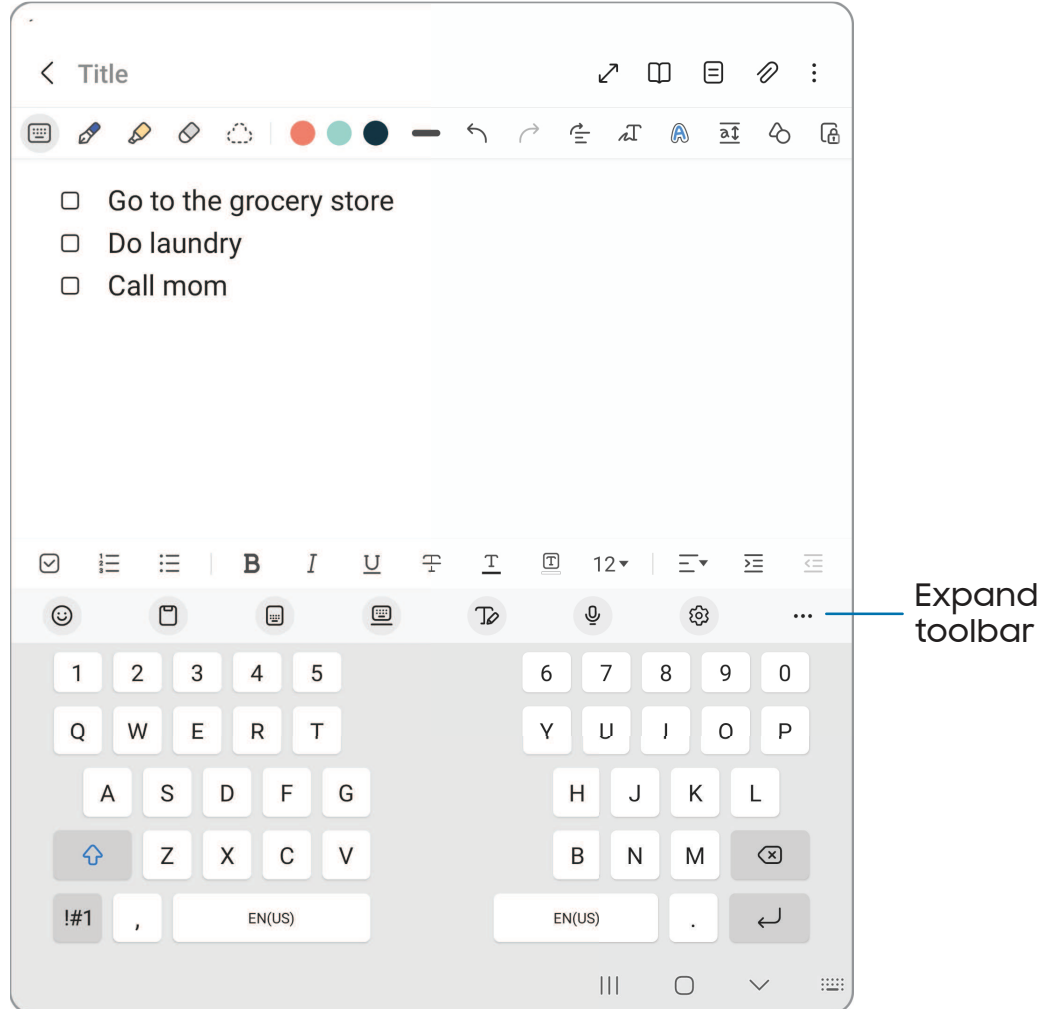 Title
Go to the grocery store
Do laundry
Call mom
B I U T T T 12
Expand
toolbar
1 2 3 4 5 6 7 8 9 0
Q W E R T Y U I O P
A S D F G H J K L
Z X C V B N M
!#1 , EN(US) EN(US) .